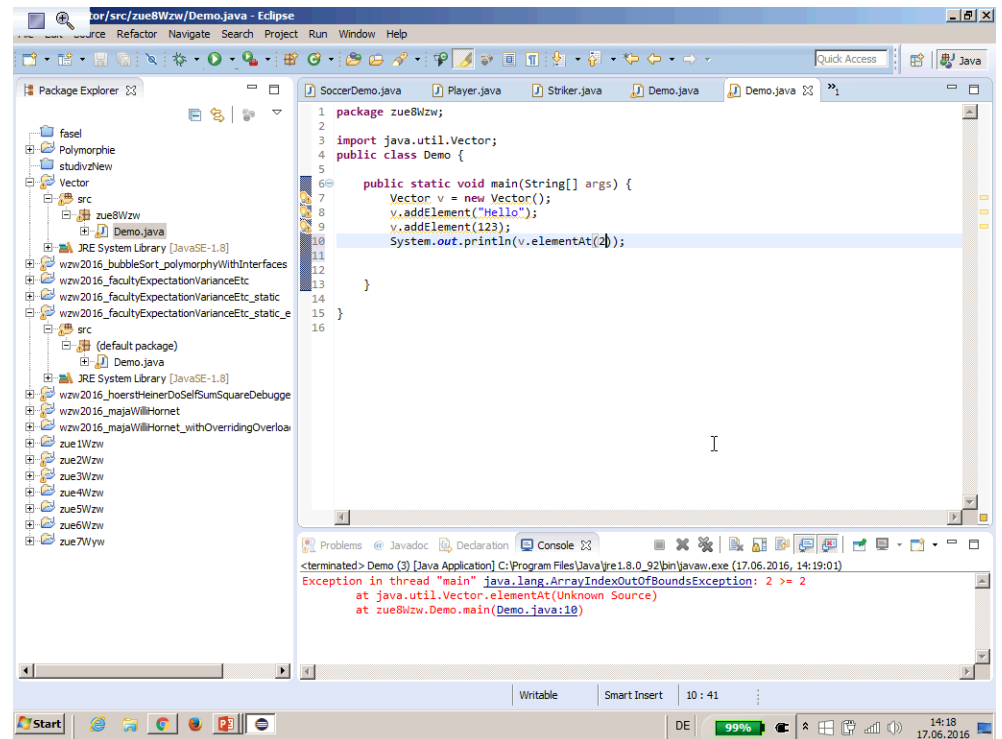 tor/src/zue8Wzw/Demo.java - Eclipse
Source Refactor Navigate Search Project Run Window Help
Quick Access
Java
Package Explorer
fasel
Polymorphie
studivzNew
Vector
src
zue8Wzw
Demo.java
JRE System Library [JavaSE-1.8]
wzw2016_bubbleSort_polymorphyWithInterfaces
wzw2016_facultyExpectationVarianceEtc
wzw2016_facultyExpectationVarianceEtc_static
wzw2016_facultyExpectationVarianceEtc_static_e
src
(default package)
Demo.java
JRE System Library [JavaSE-1.8]
wzw2016_hoerstHeinerDoSelfSumSquareDebugge
wzw2016_majaWilliHornet
wzw2016_majaWilliHornet_withOverridingOverloa
zue1Wzw
zue2Wzw
zue3Wzw
zue4Wzw
zue5Wzw
zue6Wzw
zue7Wyw
SoccerDemo.java Player.java Striker.java Demo.java Demo.java »1
1 package zue8Wzw;
2
3 import java.util.Vector;
4 public class Demo {
5
6 public static void main(String[] args) {
7 Vector v = new Vector();
8 v.addElement("Hello");
9 v.addElement(123);
10 System.out.println(v.elementAt(2));
11
12
13 }
14
15 }
16
Problems @ Javadoc Declaration Console
<terminated> Demo (3) [Java Application] C:\Program Files\Java\jre1.8.0_92\bin\javaw.exe (17.06.2016, 14:19:01)
Exception in thread "main" java.lang.ArrayIndexOutOfBoundsException: 2 >= 2
at java.util.Vector.elementAt(Unknown Source)
at zue8Wzw.Demo.main(Demo.java:10)
Writable Smart Insert 10 : 41
Start
DE 99% 14:18
17.06.2016